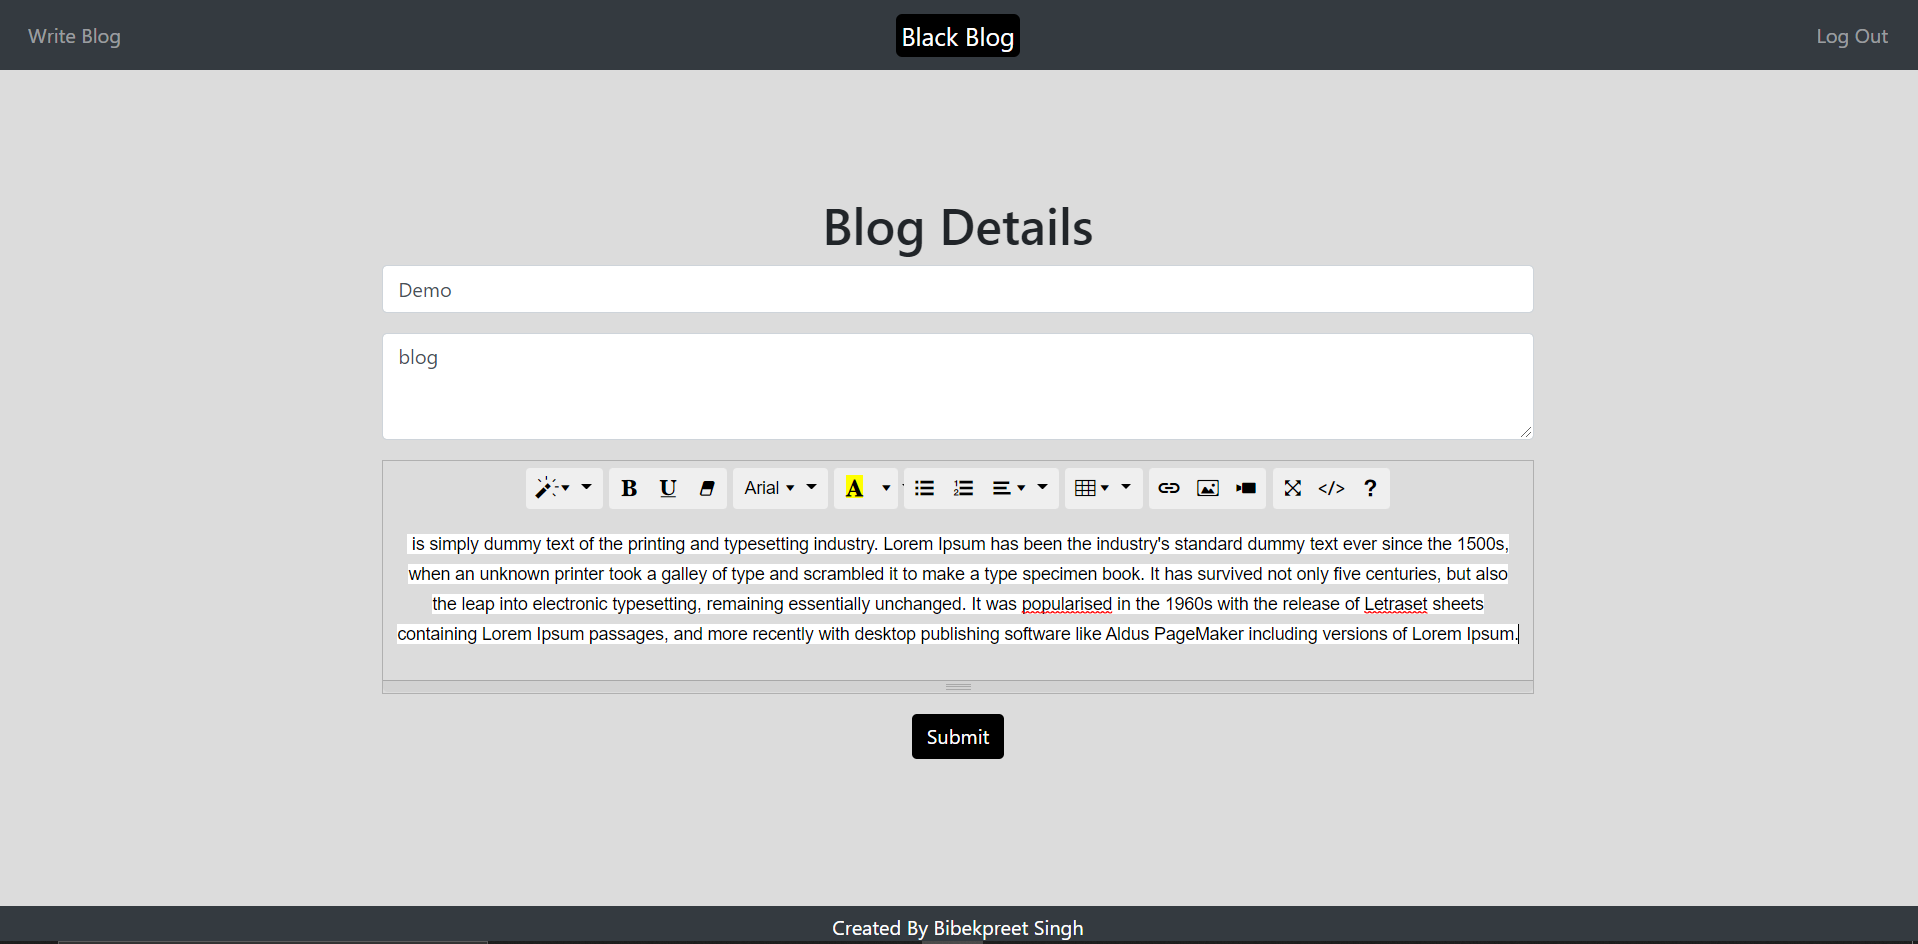 Write Blog
Black Blog
Log Out
Blog Details
Demo
blog
B U Arial A </> ?
is simply dummy text of the printing and typesetting industry. Lorem Ipsum has been the industry's standard dummy text ever since the 1500s,
when an unknown printer took a galley of type and scrambled it to make a type specimen book. It has survived not only five centuries, but also
the leap into electronic typesetting, remaining essentially unchanged. It was popularised in the 1960s with the release of Letraset sheets
containing Lorem Ipsum passages, and more recently with desktop publishing software like Aldus PageMaker including versions of Lorem Ipsum.
Submit
Created By Bibekpreet Singh